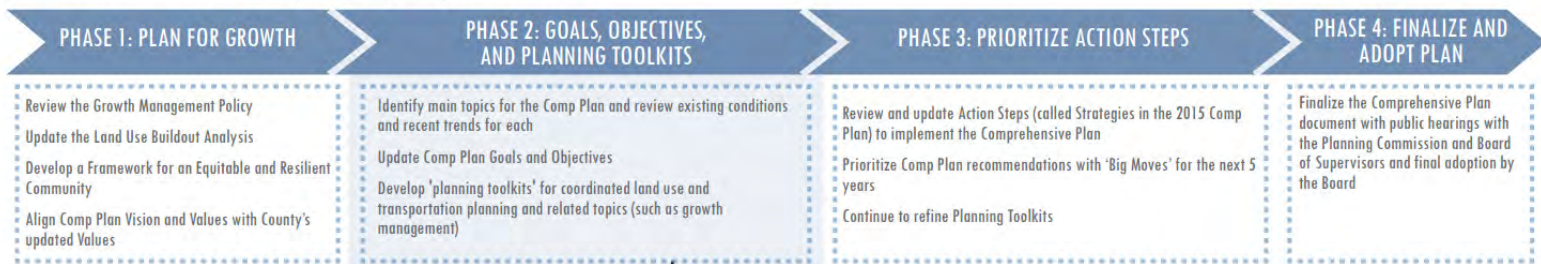 PHASE 1: PLAN FOR GROWTH
Review the Growth Management Policy
Update the Land Use Buildout Analysis
Develop a Framework for an Equitable and Resilient
Community
Align Comp Plan Vision and Values with County's
updated Values
PHASE 2: GOALS, OBJECTIVES,
AND PLANNING TOOLKITS
Identify main topics for the Comp Plan and review existing conditions
and recent trends for each
Update Comp Plan Goals and Objectives
Develop 'planning toolkits' for coordinated land use and
transportation planning and related topics (such as growth
management)
PHASE 3: PRIORITIZE ACTION STEPS
Review and update Action Steps (called Strategies in the 2015 Comp
Plan) to implement the Comprehensive Plan
Prioritize Comp Plan recommendations with 'Big Moves' for the next 5
years
Continue to refine Planning Toolkits
PHASE 4: FINALIZE AND
ADOPT PLAN
Finalize the Comprehensive Plan
document with public hearings with
the Planning Commission and Board
of Supervisors and final adoption by
the Board